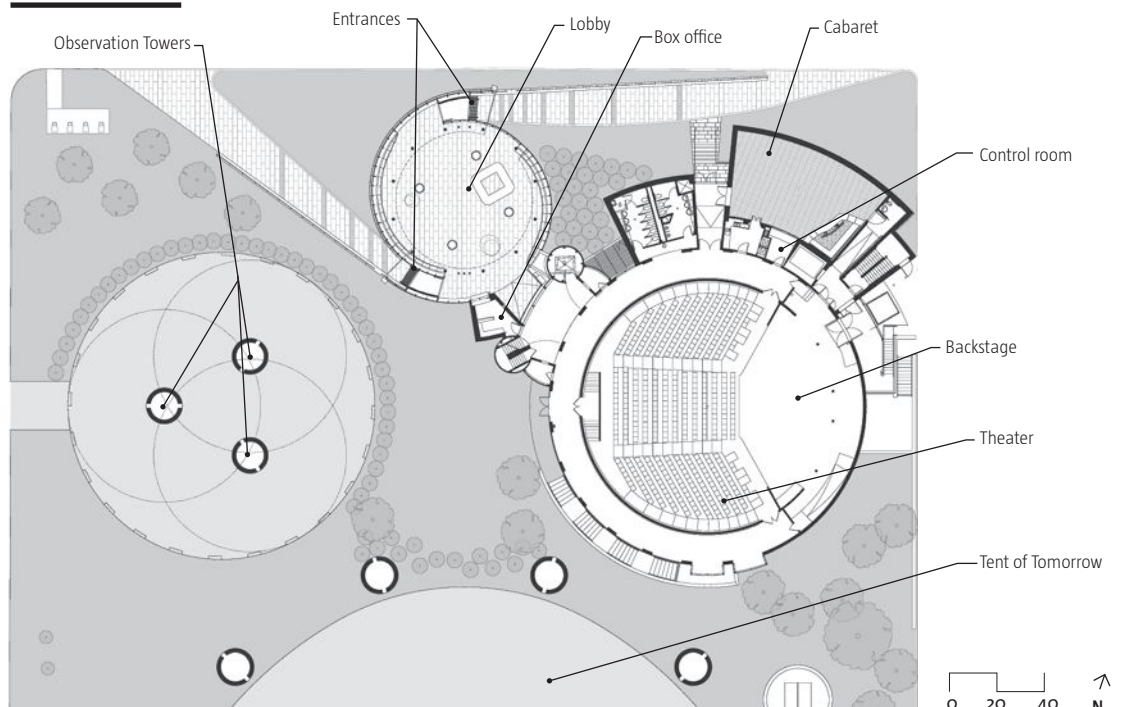 Entrances
Lobby
Box office
Cabaret
Observation Towers
Control room
Backstage
Theater
Tent of Tomorrow
0 20 40 N